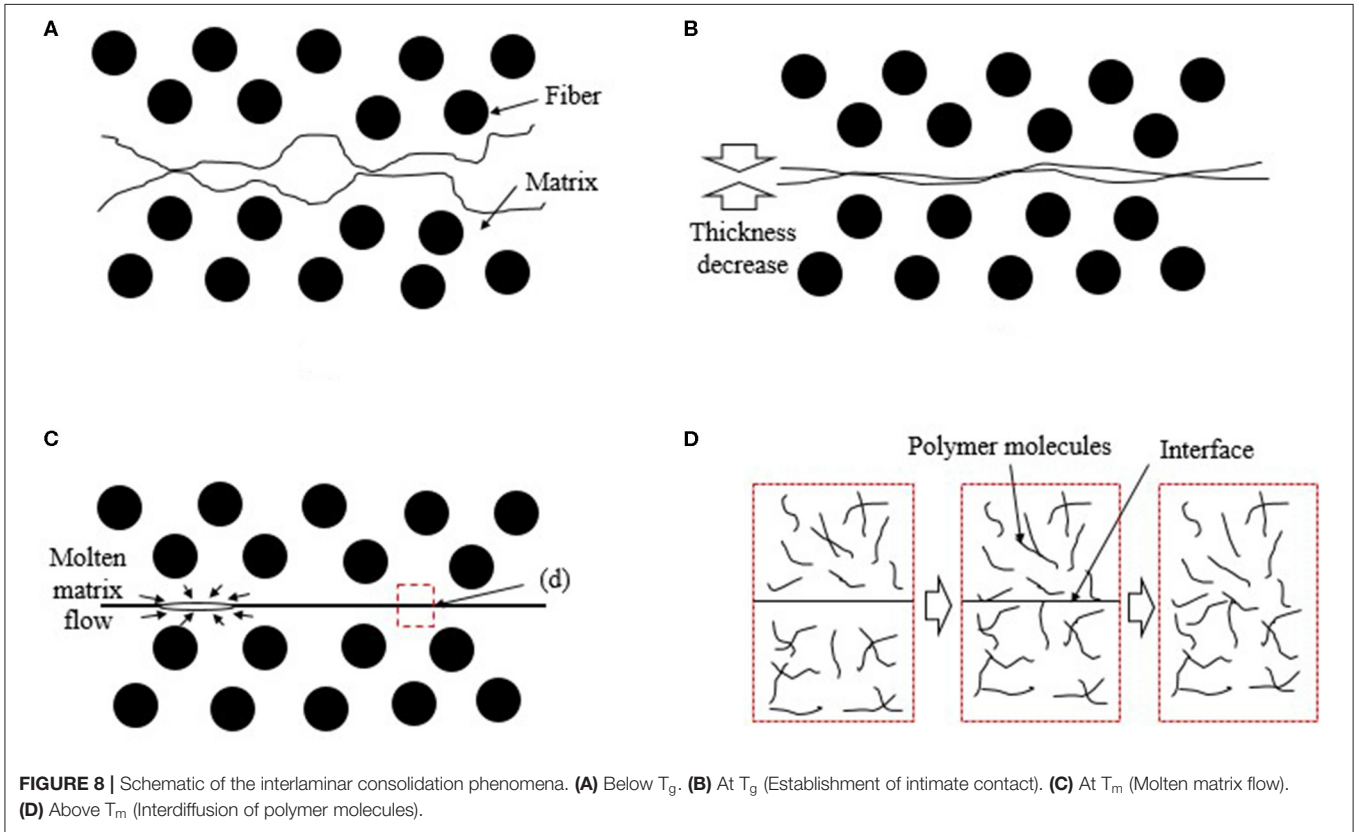 A
Fiber
Matrix
B
Thickness
decrease
C
Molten
matrix
flow
(d)
D
Polymer molecules
Interface
FIGURE 8 | Schematic of the interlaminar consolidation phenomena. (A) Below Tg. (B) At Tg (Establishment of intimate contact). (C) At Tm (Molten matrix flow).
(D) Above Tm (Interdiffusion of polymer molecules).